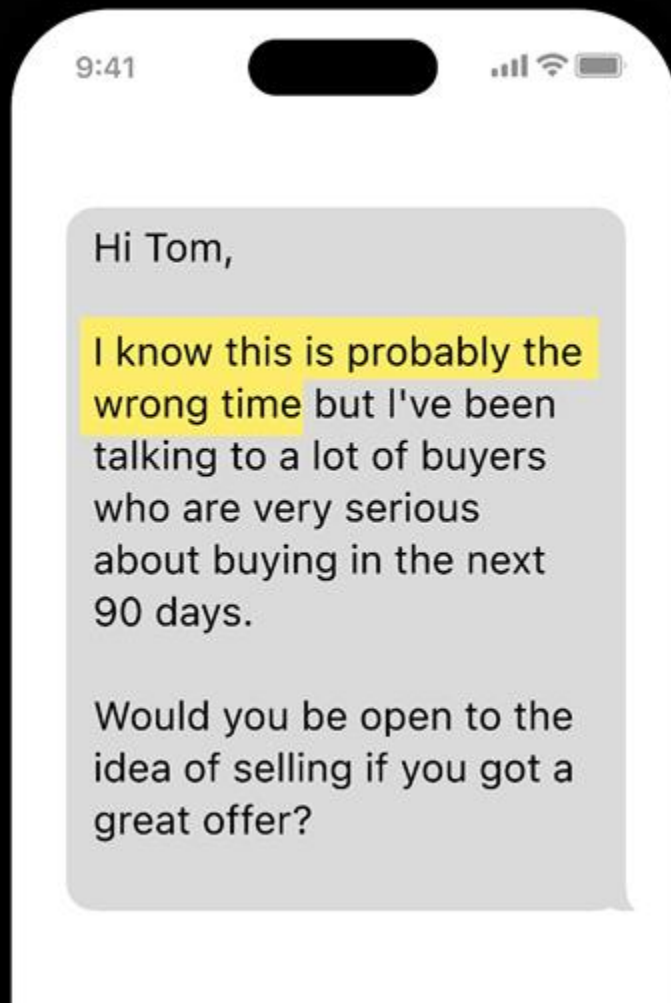 9:41
Hi Tom,
I know this is probably the
wrong time but I've been
talking to a lot of buyers
who are very serious
about buying in the next
90 days.
Would you be open to the
idea of selling if you got a
great offer?